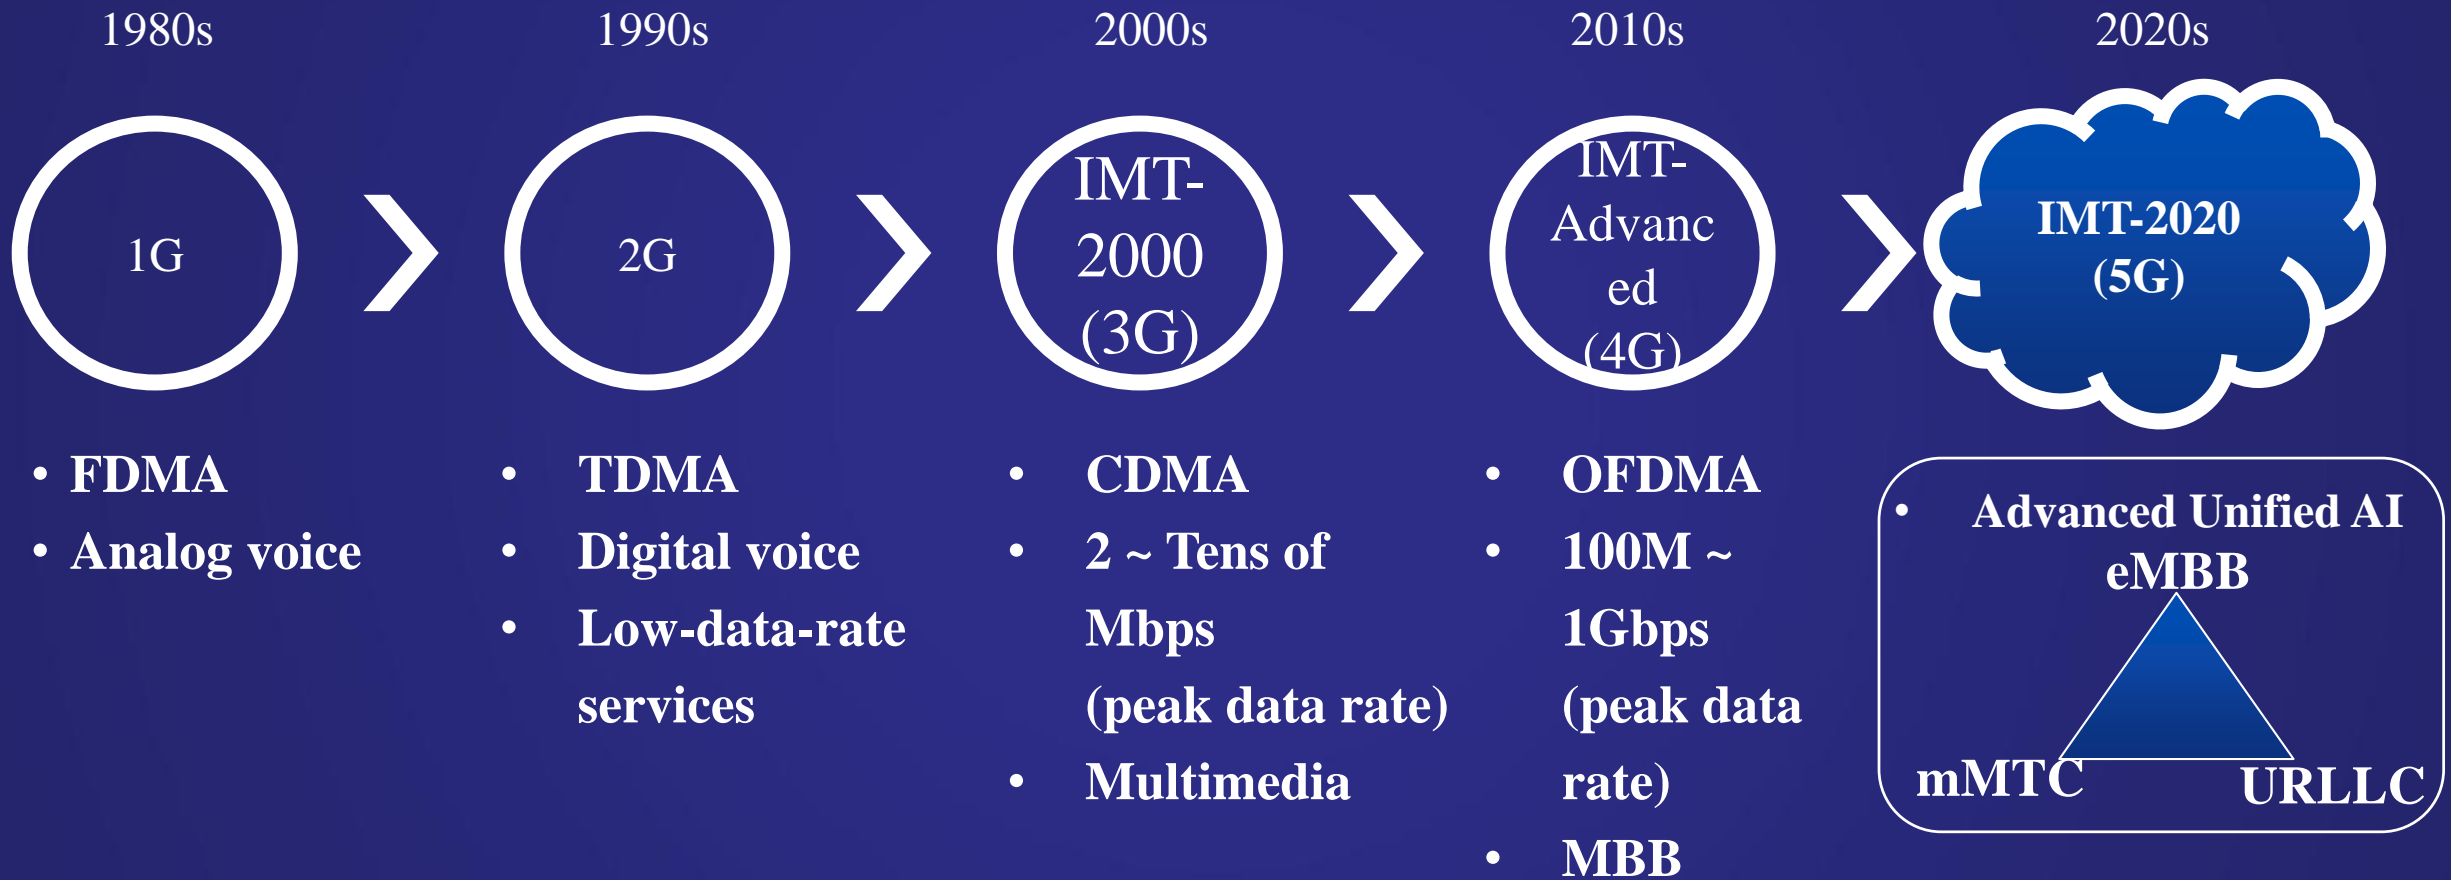 1980s
1990s
2000s
2010s
2020s
1G
2G
IMT-
2000
(3G)
IMT-
Advanc
ed
(4G)
IMT-2020
(5G)
• FDMA
• Analog voice
• TDMA
• Digital voice
• Low-data-rate
services
• CDMA
• 2 ~ Tens of
Mbps
(peak data rate)
• Multimedia
• OFDMA
• 100M ~
1Gbps
(peak data
rate)
• MBB
• Advanced Unified AI
eMBB
mMTC
URLLC